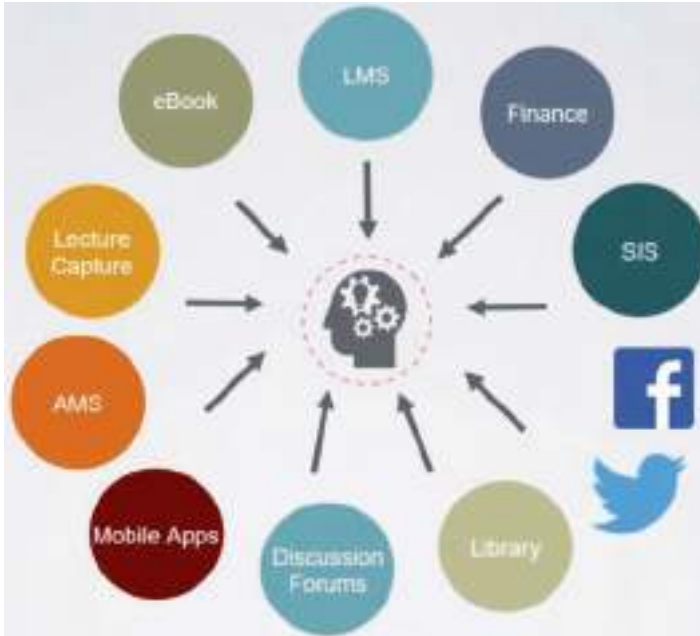 LMS
eBook
Finance
Lecture
Capture
SIS
AMS
Mobile Apps
Discussion
Forums
Library